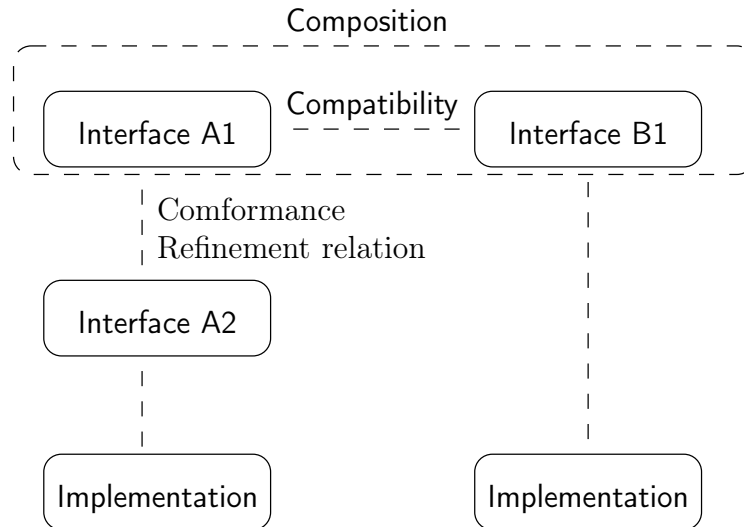 Composition
Compatibility
Interface A1
Interface B1
Comformance
Refinement relation
Interface A2
Implementation
Implementation